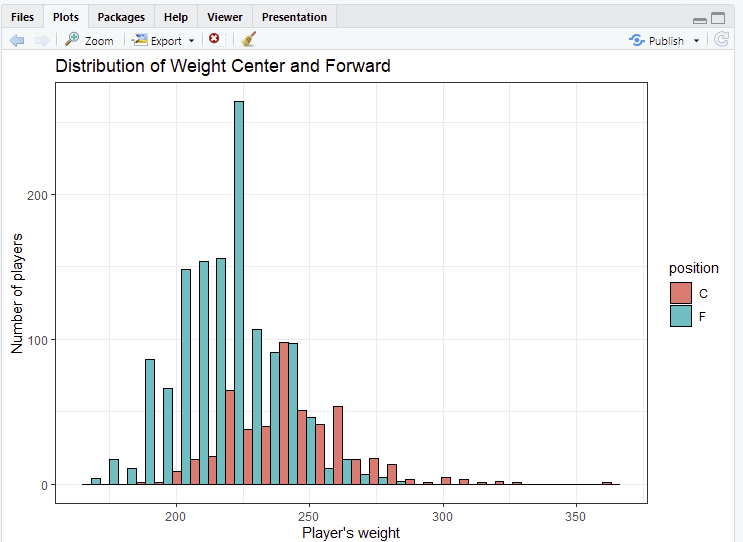 Files Plots Packages Help Viewer Presentation
Zoom Export Publish
Distribution of Weight Center and Forward
Number of players
200
100
0
200 250 300 350
Player's weight
position
C
F